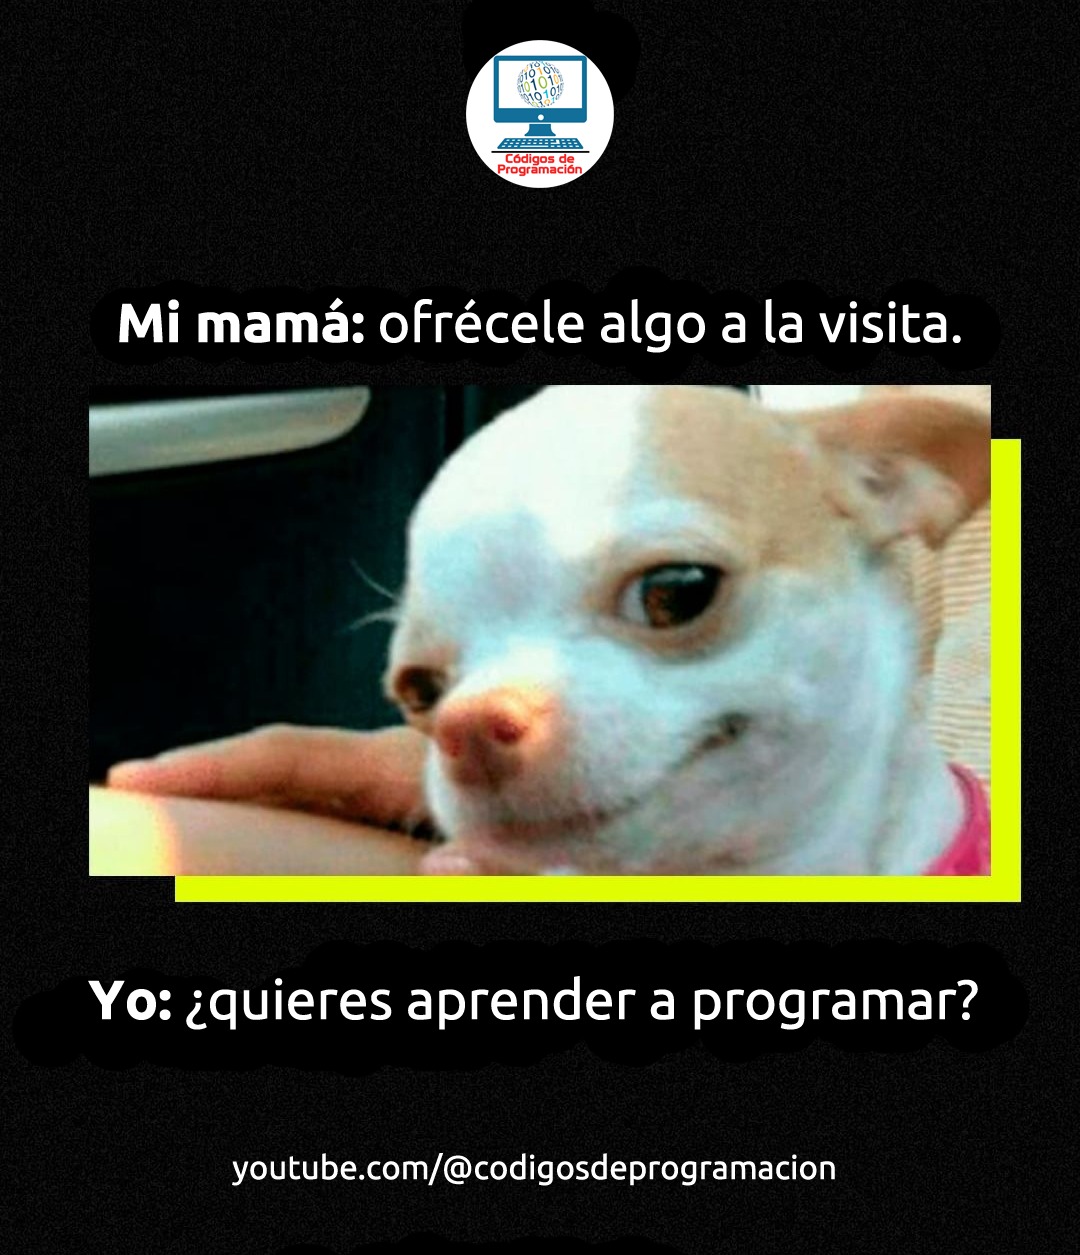 Códigos de
Programación
Mi mamá: ofrécele algo a la visita.
Yo: ¿quieres aprender a programar?
youtube.com/@codigosdeprogramacion